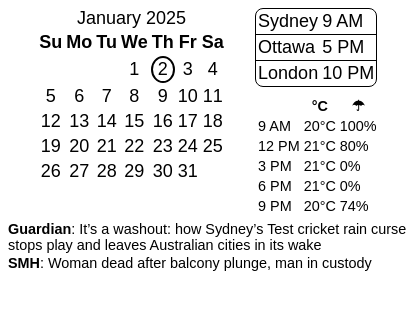 January 2025
Su Mo Tu We Th Fr Sa
1 2 3 4
5 6 7 8 9 10 11
12 13 14 15 16 17 18
19 20 21 22 23 24 25
26 27 28 29 30 31
Sydney 9 AM
Ottawa 5 PM
London 10 PM
°C ☂
9 AM 20°C 100%
12 PM 21°C 80%
3 PM 21°C 0%
6 PM 21°C 0%
9 PM 20°C 74%
Guardian: It’s a washout: how Sydney’s Test cricket rain curse
stops play and leaves Australian cities in its wake
SMH: Woman dead after balcony plunge, man in custody